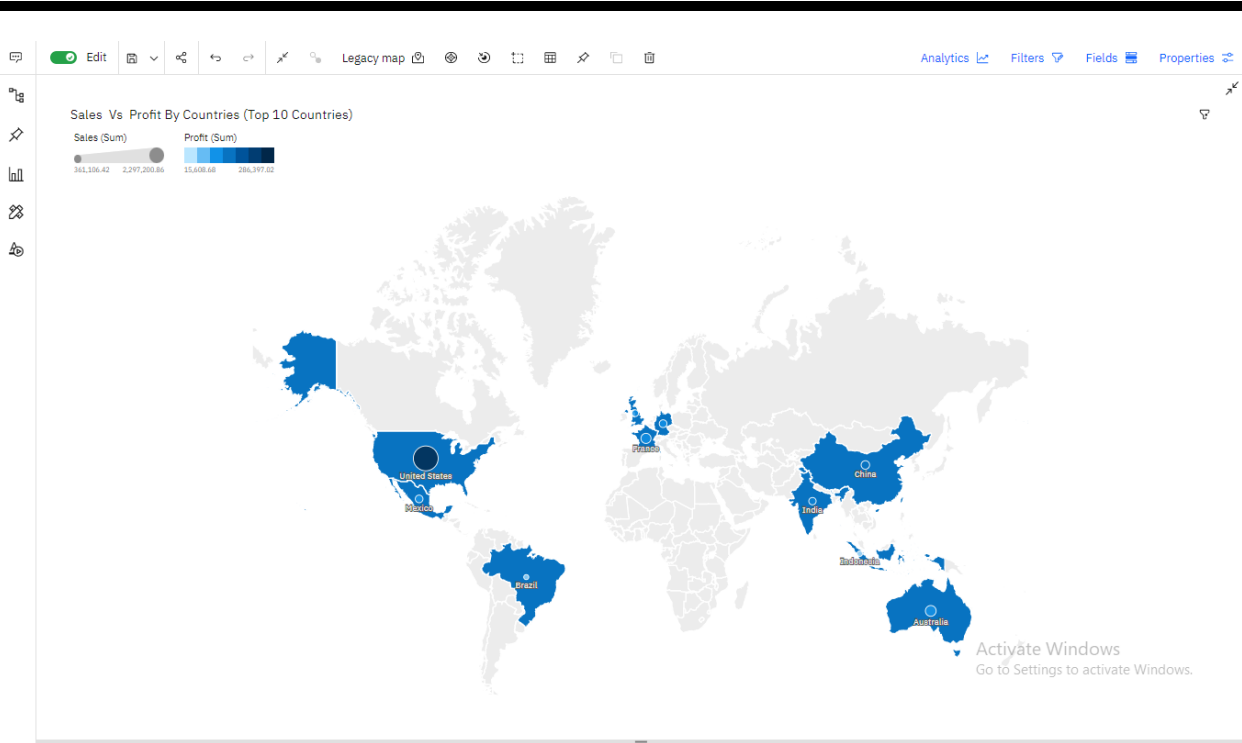 Edit
Legacy map
Analytics
Filters
Fields
Properties
Sales Vs Profit By Countries (Top 10 Countries)
Sales (Sum)
Profit (Sum)
361,106.42
2,297,200.86
15,608.68
286,397.02
France
United States
China
Mexico
India
Indonesia
Brazil
Australia
Activate Windows
Go to Settings to activate Windows.